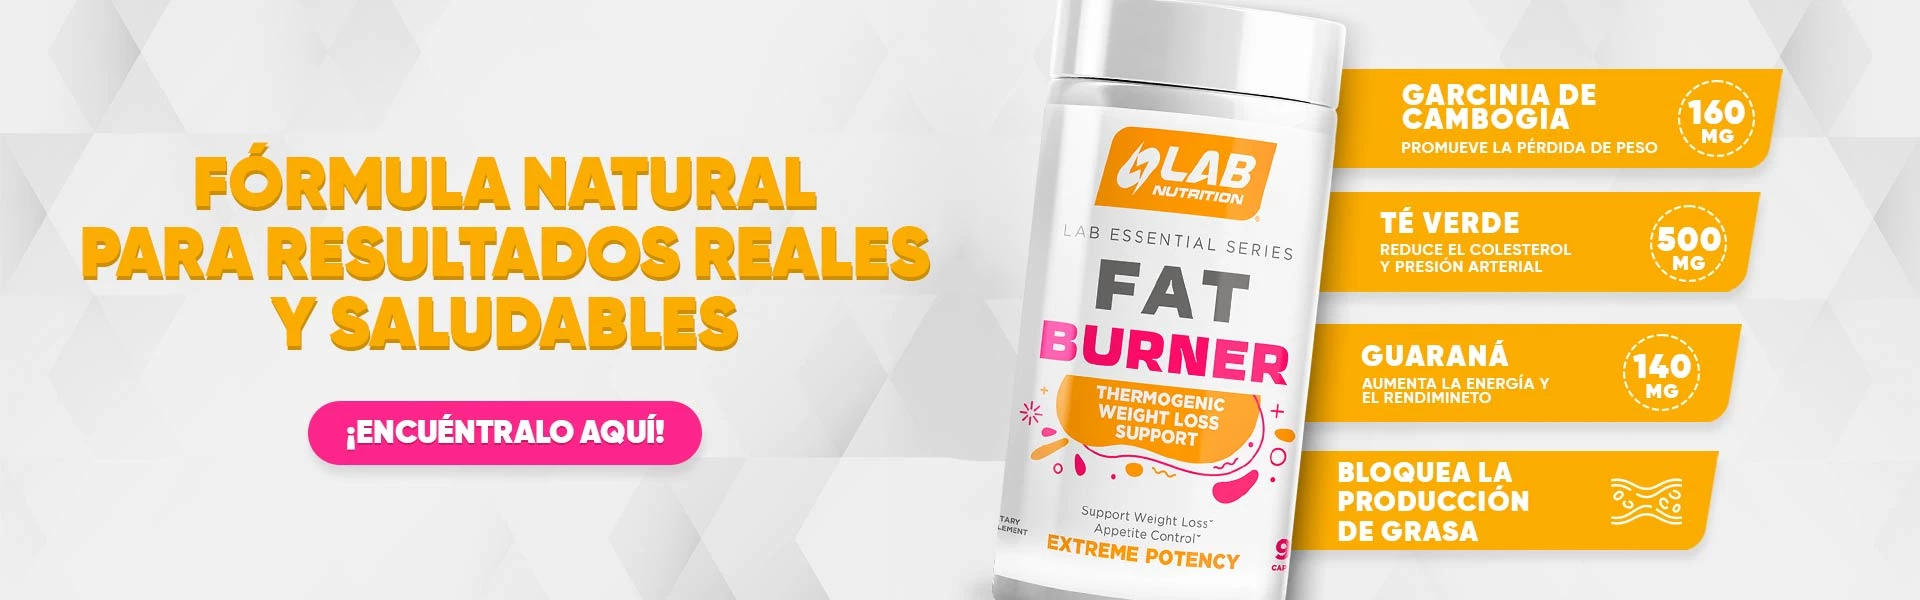 FÓRMULA NATURAL
PARA RESULTADOS REALES
Y SALUDABLES
¡ENCUÉNTRALO AQUÍ!
LAB
NUTRITION
LAB ESSENTIAL SERIES
FAT
BURNER
THERMOGENIC
WEIGHT LOSS
SUPPORT
Support Weight Loss
Appetite Control
EXTREME POTENCY
GARCINIA DE
CAMBOGIA
PROMUEVE LA PÉRDIDA DE PESO
160
MG
TÉ VERDE
REDUCE EL COLESTEROL
Y PRESIÓN ARTERIAL
500
MG
GUARANÁ
AUMENTA LA ENERGÍA Y
EL RENDIMINETO
140
MG
BLOQUEA LA
PRODUCCIÓN
DE GRASA